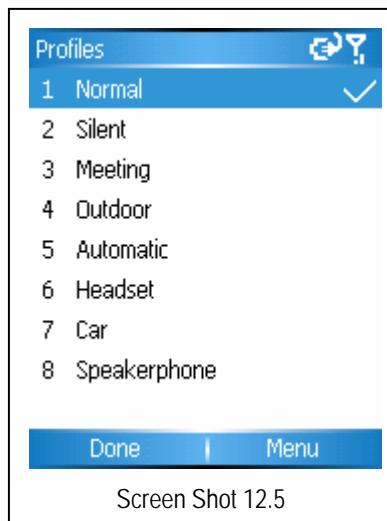 Profiles
1 Normal
2 Silent
3 Meeting
4 Outdoor
5 Automatic
6 Headset
7 Car
8 Speakerphone
Done Menu
Screen Shot 12.5